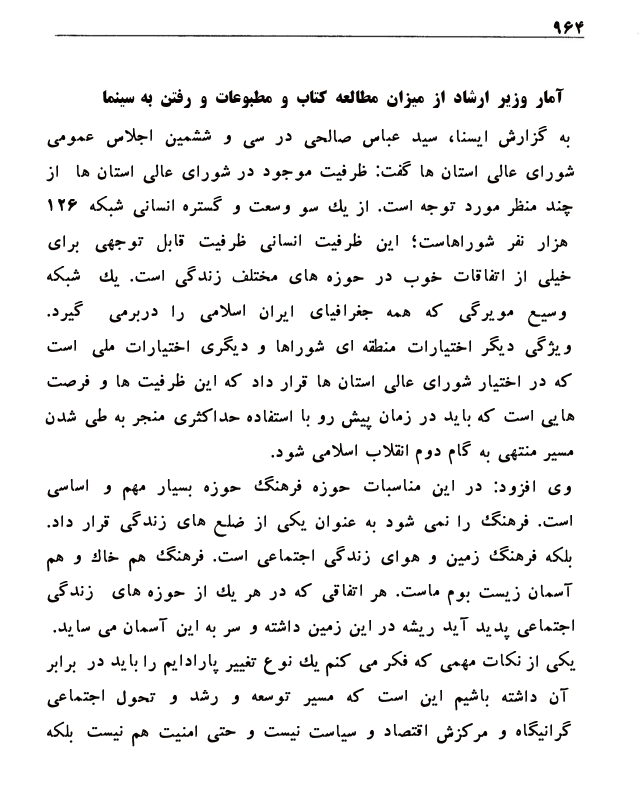 ۹۶۴
آمار وزیر ارشاد از میزان مطالعه کتاب و مطبوعات و رفتن به سینما
به گزارش ایسنا، سید عباس صالحی در سی و ششمین اجلاس عمومی
شورای عالی استان ها گفت: ظرفیت موجود در شورای عالی استان ها از
چند منظر مورد توجه است. از یك سو وسعت و گستره انسانی شبکه ۱۲۶
هزار نفر شوراهاست؛ این ظرفیت انسانی ظرفیت قابل توجهی برای
خیلی از اتفاقات خوب در حوزه های مختلف زندگی است. یك شبکه
وسیع مویرگی که همه جغرافیای ایران اسلامی را دربرمی گیرد.
ویژگی دیگر اختیارات منطقه ای شوراها و دیگری اختیارات ملی است
که در اختیار شورای عالی استان ها قرار داد که این ظرفیت ها و فرصت
هایی است که باید در زمان پیش رو با استفاده حداکثری منجر به طی شدن
مسیر منتهی به گام دوم انقلاب اسلامی شود.
وی افزود: در این مناسبات حوزه فرهنگ حوزه بسیار مهم و اساسی
است. فرهنگ را نمی شود به عنوان یکی از ضلع های زندگی قرار داد.
بلکه فرهنگ زمین و هوای زندگی اجتماعی است. فرهنگ هم خاك و هم
آسمان زیست بوم ماست. هر اتفاقی که در هر یك از حوزه های زندگی
اجتماعی پدید آید ریشه در این زمین داشته و سر به این آسمان می ساید.
یکی از نکات مهمی که فکر می کنم یك نوع تغییر پارادایم را باید در برابر
آن داشته باشیم این است که مسیر توسعه و رشد و تحول اجتماعی
گرانیگاه و مرکزش اقتصاد و سیاست نیست و حتی امنیت هم نیست بلکه